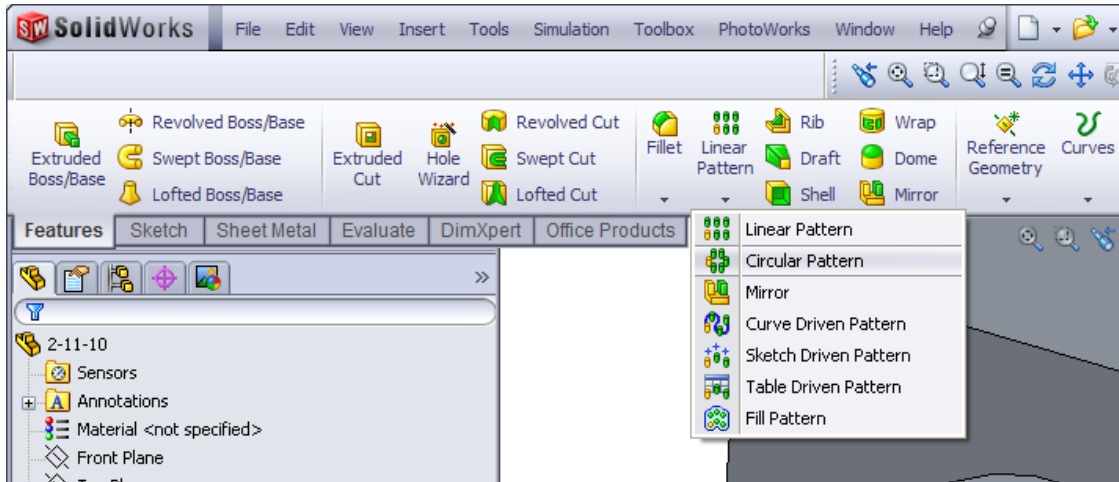 SW SolidWorks File Edit View Insert Tools Simulation Toolbox PhotoWorks Window Help
Extruded Boss/Base
Revolved Boss/Base
Swept Boss/Base
Lofted Boss/Base
Extruded Cut
Hole Wizard
Revolved Cut
Swept Cut
Lofted Cut
Fillet
Linear Pattern
Rib
Draft
Shell
Wrap
Dome
Mirror
Reference Geometry
Curves
Features Sketch Sheet Metal Evaluate DimXpert Office Products
Linear Pattern
Circular Pattern
Mirror
Curve Driven Pattern
Sketch Driven Pattern
Table Driven Pattern
Fill Pattern
2-11-10
Sensors
A Annotations
Material <not specified>
Front Plane